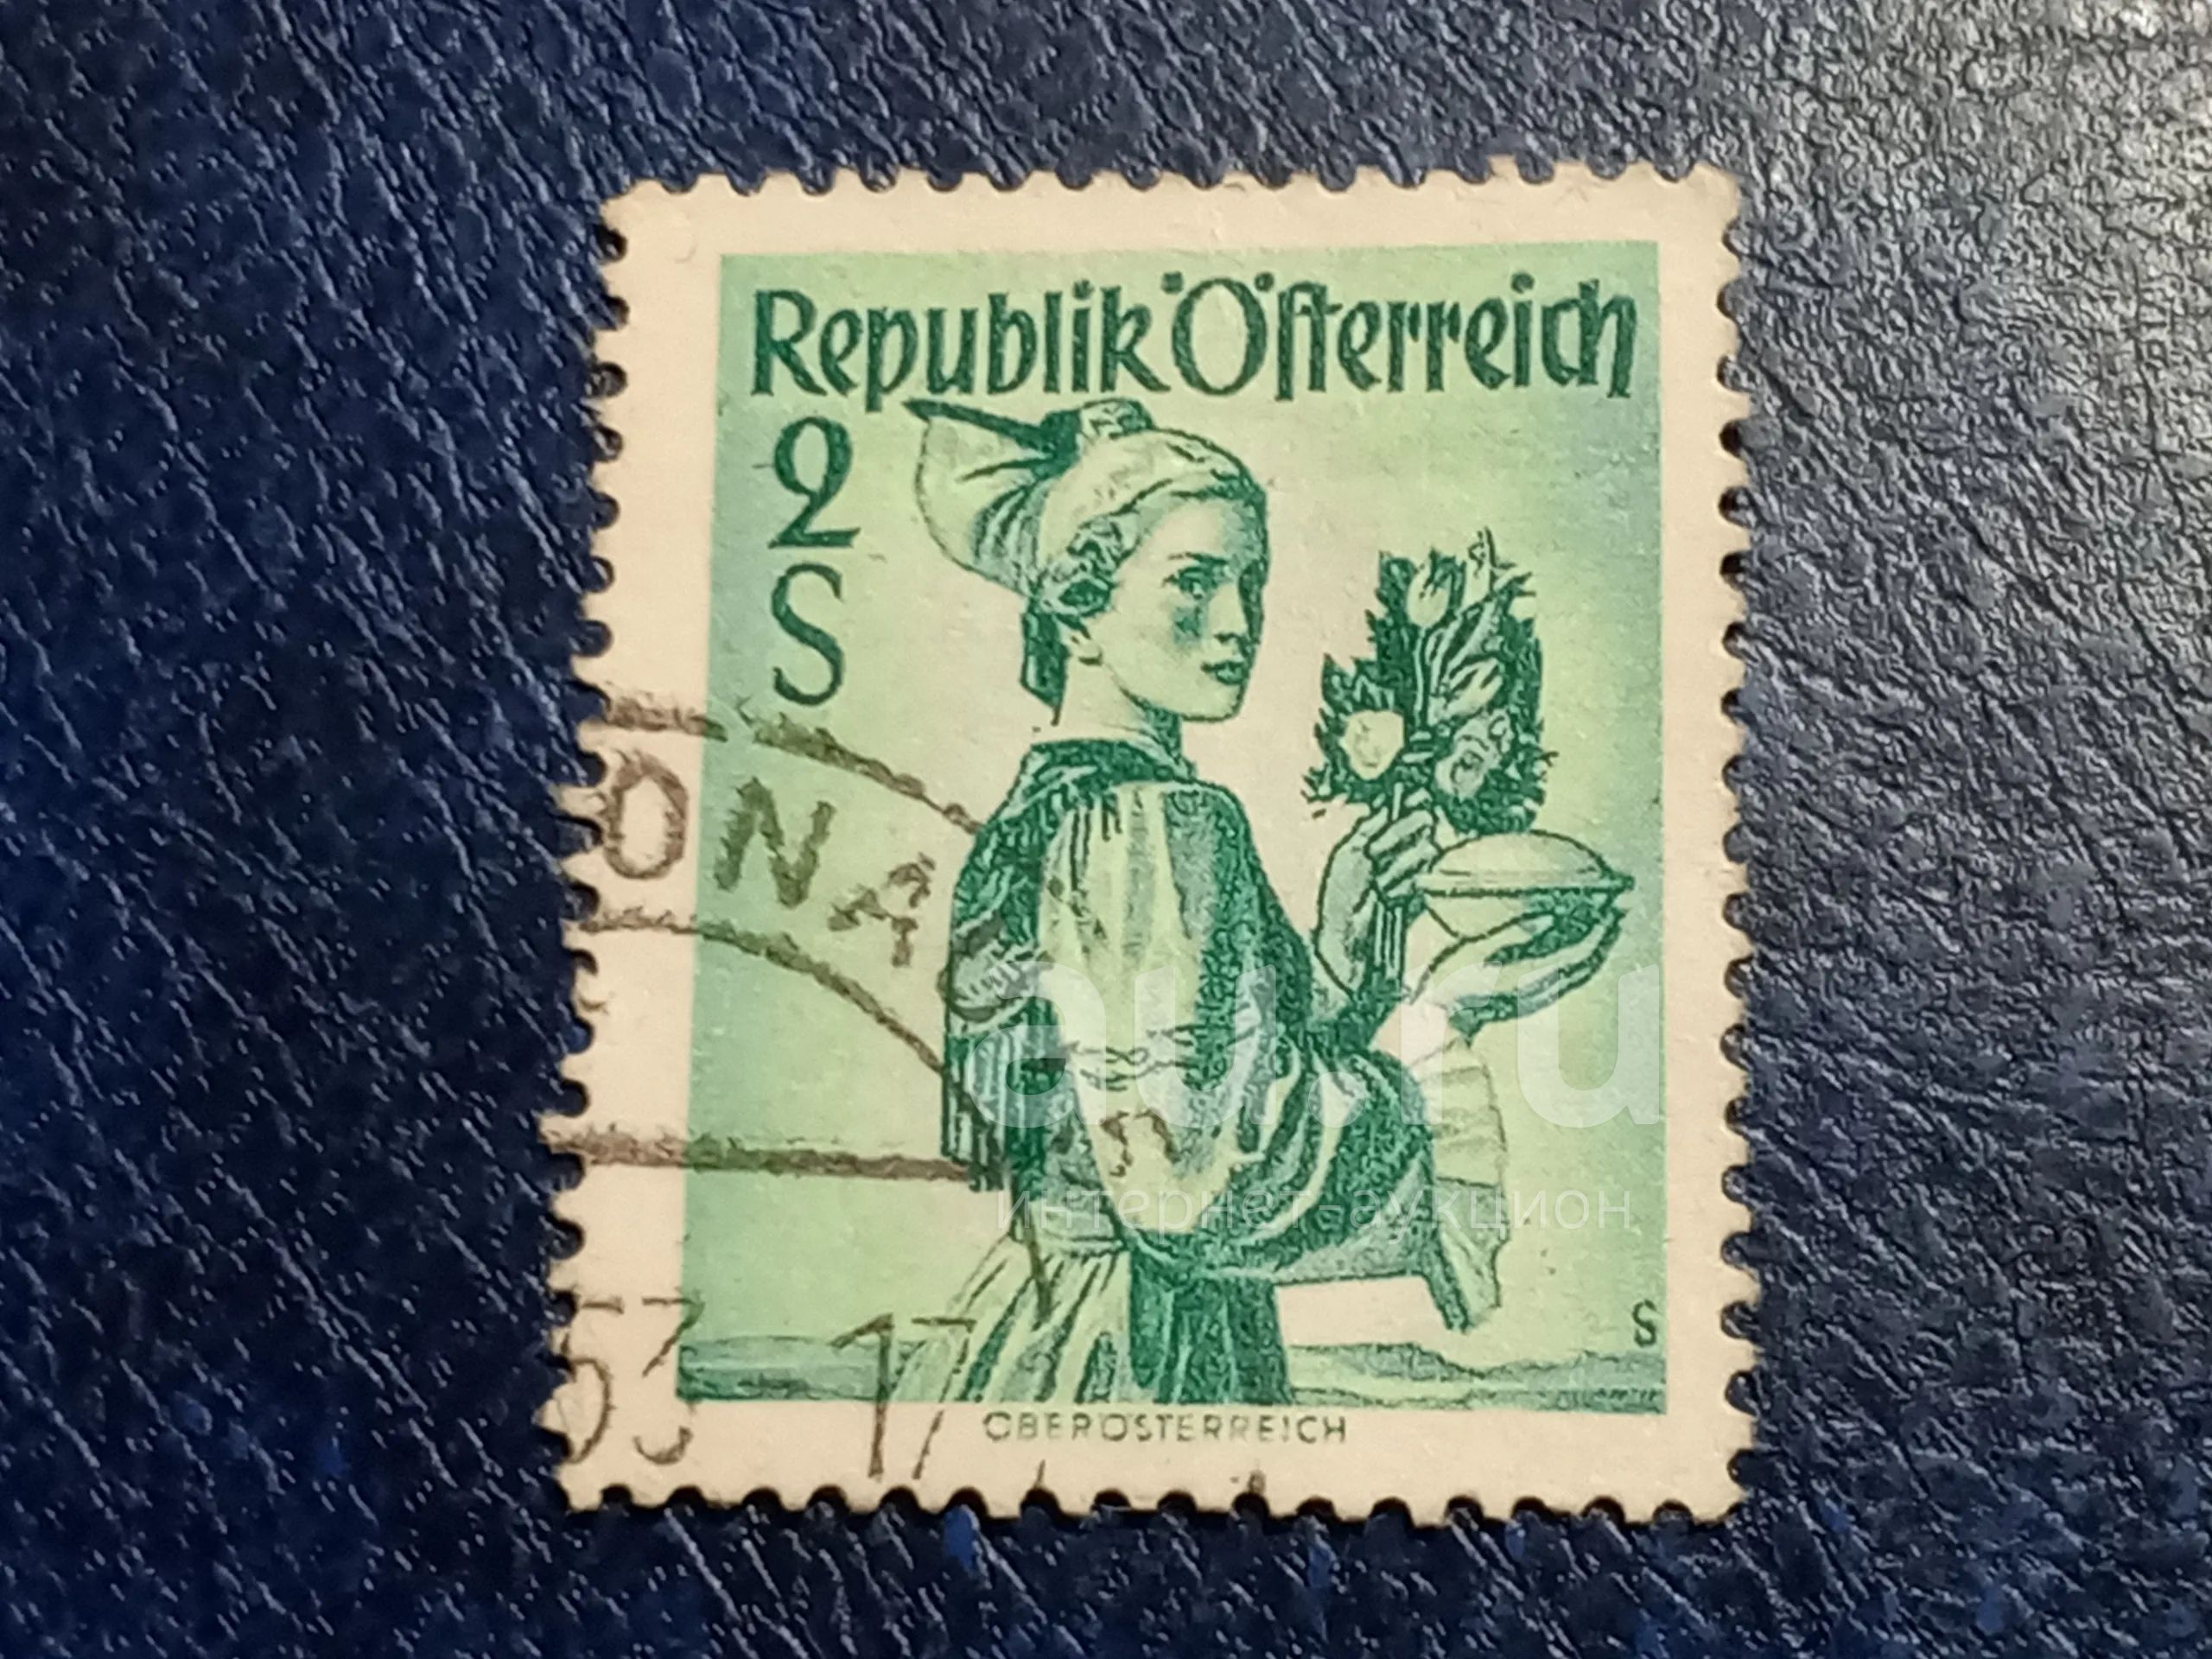 Republik Österreich
2
S
ONA
53 17
au.ru
интернет-аукцион
S
OBERÖSTERREICH